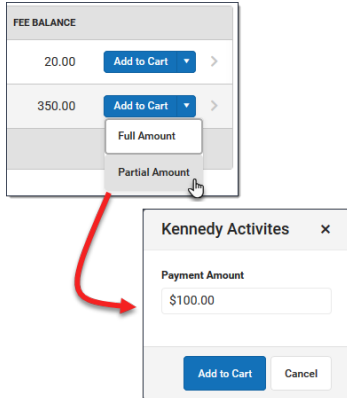 FEE BALANCE
20.00 Add to Cart
350.00 Add to Cart
Full Amount
Partial Amount
Kennedy Activites ×
Payment Amount
$100.00
Add to Cart Cancel